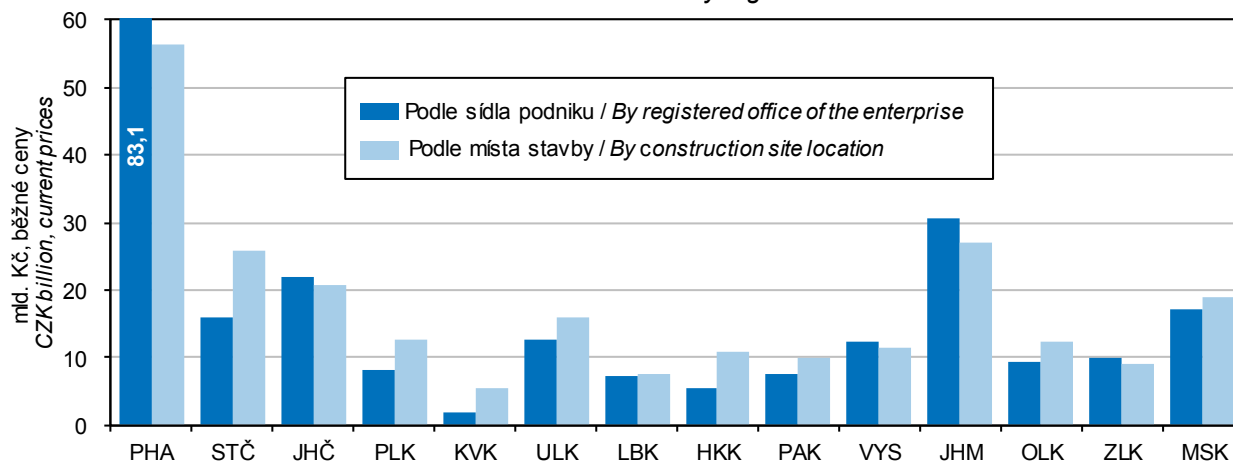 60
50
40
30
20
10
0
mld. Kč, běžné ceny
CZK billion, current prices
83,1
Podle sídla podniku / By registered office of the enterprise
Podle místa stavby / By construction site location
PHA STČ JHČ PLK KVK ULK LBK HKK PAK VYS JHM OLK ZLK MSK